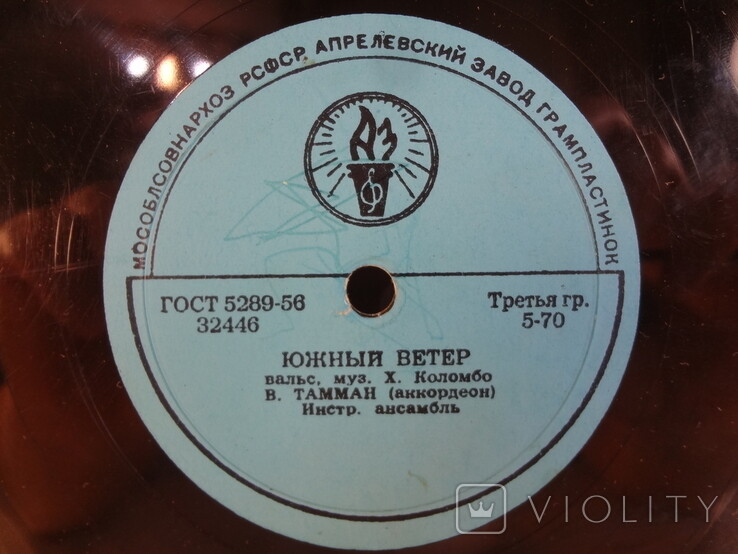 МОСОБЛСОВНАРХОЗ РСФСР АПРЕЛЕВСКИЙ ЗАВОД ГРАМПЛАСТИНОК
АЗ
ГОСТ 5289-56
32446
Третья гр.
5-70
ЮЖНЫЙ ВЕТЕР
вальс, муз. Х. Коломбо
В. ТАММАН (аккордеон)
Инстр. ансамбль
VIOLITY